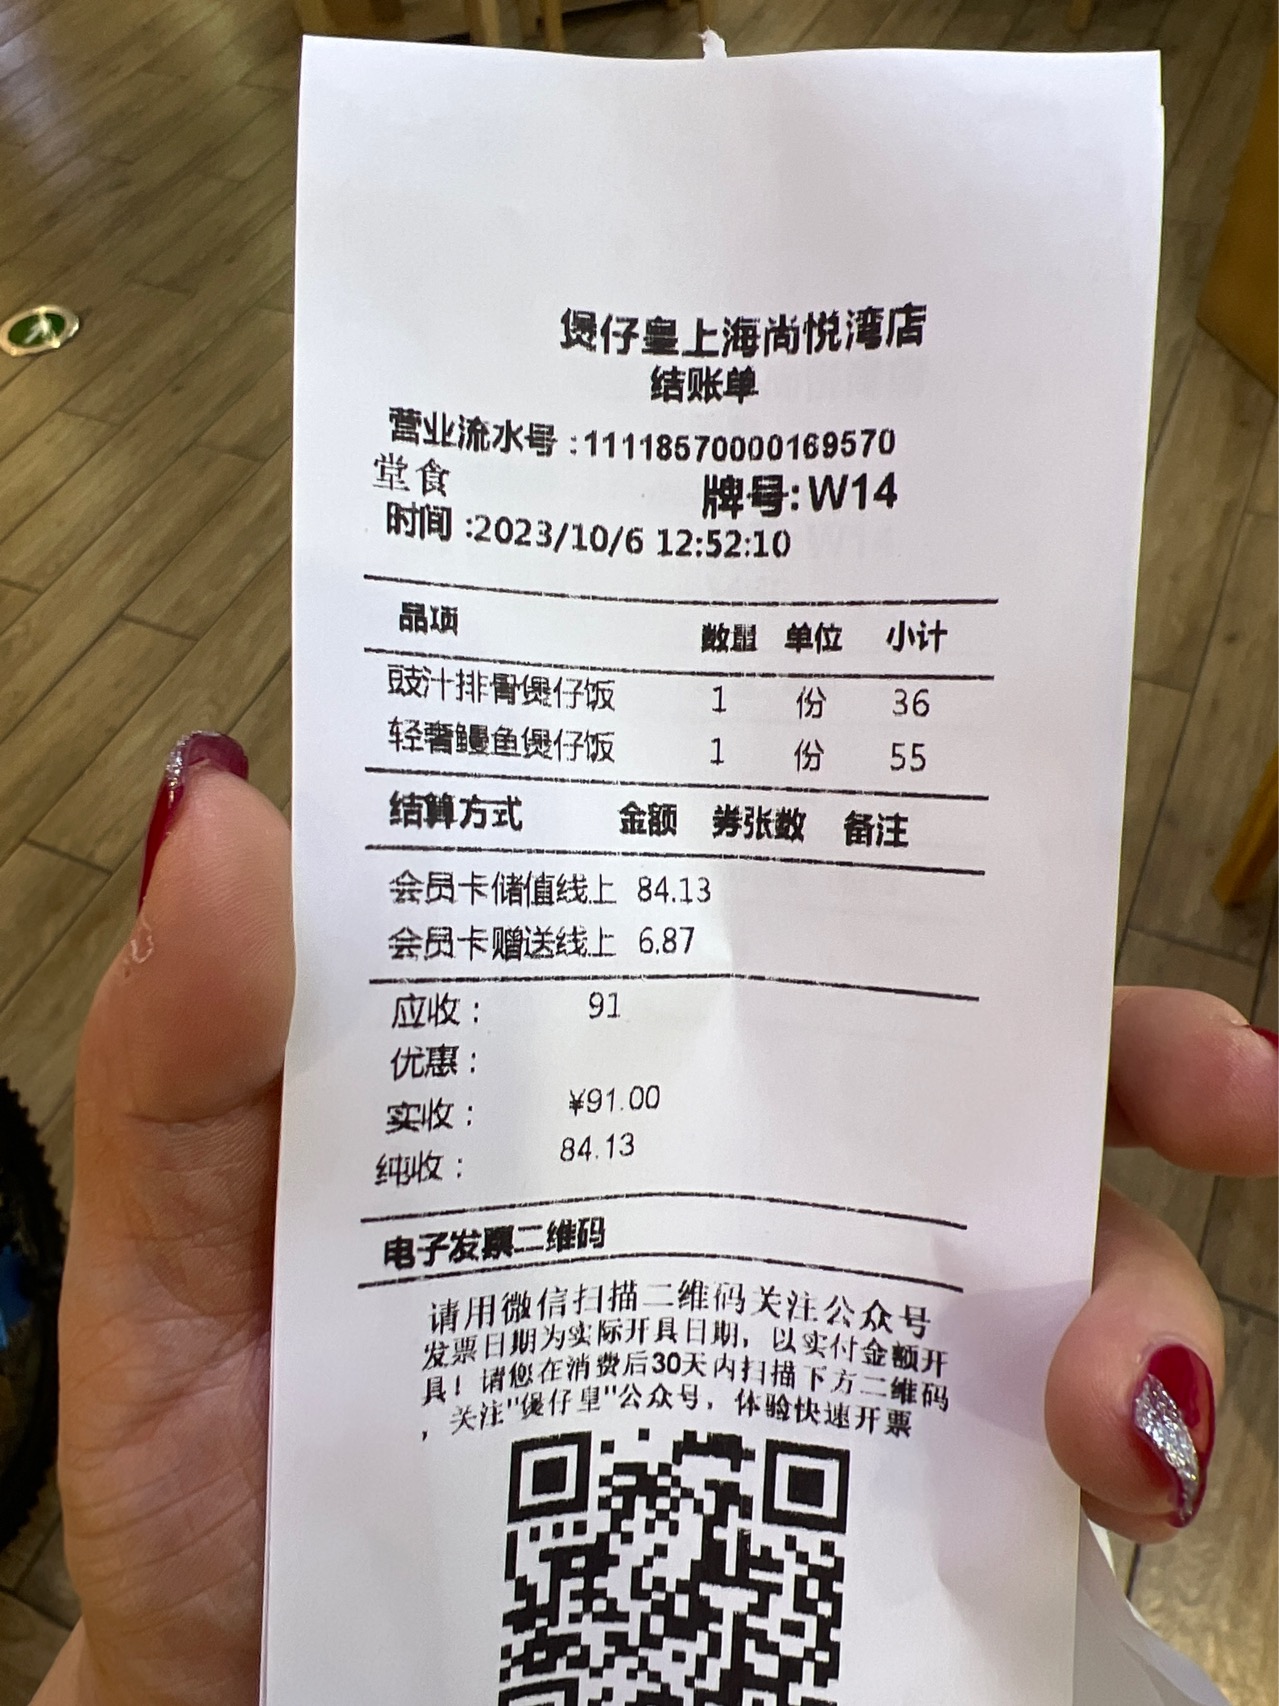 煲仔皇上海尚悦湾店
结账单
营业流水号:11118570000169570
堂食 牌号:W14
时间:2023/10/6 12:52:10
品项 数量 单位 小计
豉汁排骨煲仔饭 1 份 36
轻奢鳗鱼煲仔饭 1 份 55
结算方式 金额 券张数 备注
会员卡储值线上 84.13
会员卡赠送线上 6.87
应收: 91
优惠:
实收: ¥91.00
纯收: 84.13
电子发票二维码
请用微信扫描二维码关注公众号
发票日期为实际开具日期，以实付金额开
具！请您在消费后30天内扫描下方二维码
，关注"煲仔皇"公众号，体验快速开票